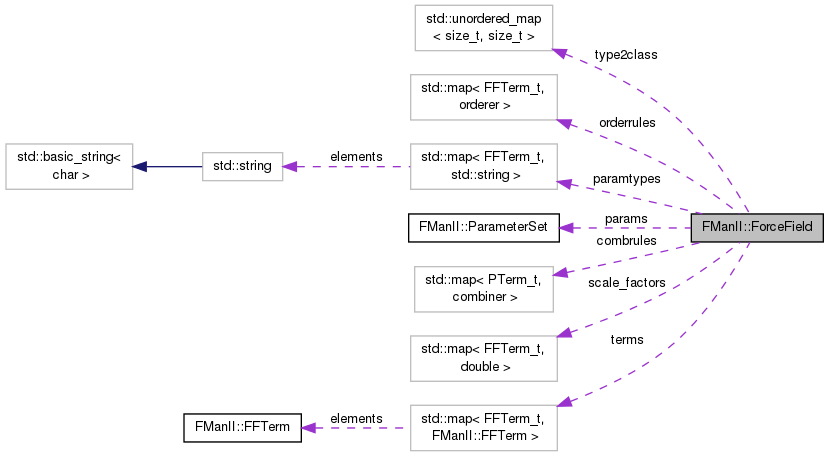 std::unordered_map
< size_t, size_t >
type2class
std::map< FFTerm_t,
orderer >
orderrules
std::basic_string<
char >
std::string
elements
std::map< FFTerm_t,
std::string >
paramtypes
FManII::ParameterSet
params
FManII::ForceField
combrules
std::map< PTerm_t,
combiner >
scale_factors
std::map< FFTerm_t,
double >
terms
FManII::FFTerm
elements
std::map< FFTerm_t,
FManII::FFTerm >